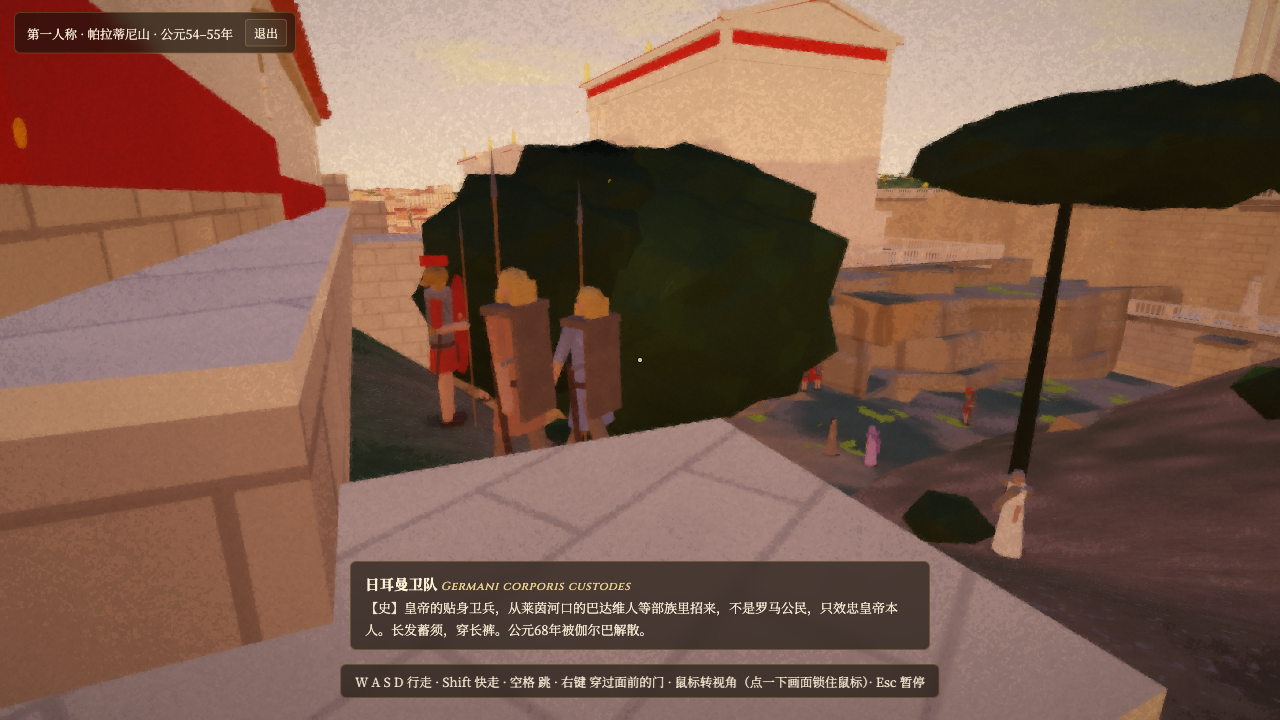 第一人称 · 帕拉蒂尼山 · 公元54–55年 退出
日耳曼卫队 GERMANI CORPORIS CUSTODES
【史】皇帝的贴身卫兵，从莱茵河口的巴达维人等部族里招来，不是罗马公民，只效忠皇帝本
人。长发蓄须，穿长裤。公元68年被伽尔巴解散。
W A S D 行走 · Shift 快走 · 空格 跳 · 右键 穿过面前的门 · 鼠标转视角（点一下画面锁住鼠标）· Esc 暂停